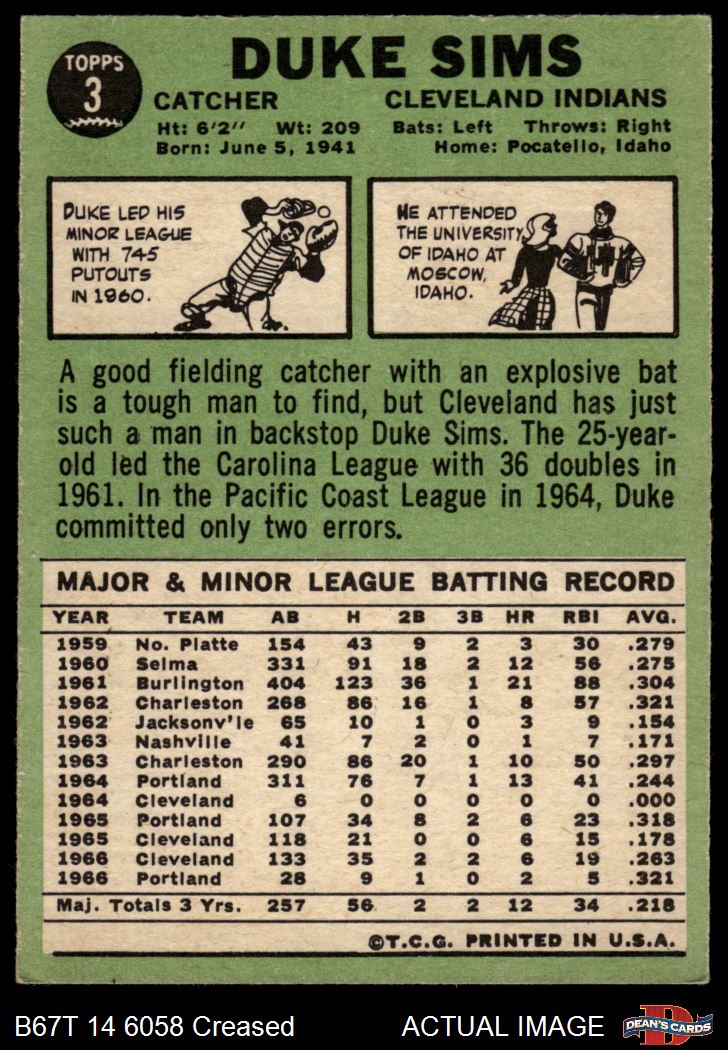 TOPPS
3
DUKE SIMS
CATCHER CLEVELAND INDIANS
Ht: 6'2" Wt: 209 Bats: Left Throws: Right
Born: June 5, 1941 Home: Pocatello, Idaho
DUKE LED HIS
MINOR LEAGUE
WITH 745
PUTOUTS
IN 1960.
HE ATTENDED
THE UNIVERSITY
OF IDAHO AT
MOSCOW,
IDAHO.
A good fielding catcher with an explosive bat
is a tough man to find, but Cleveland has just
such a man in backstop Duke Sims. The 25-year-
old led the Carolina League with 36 doubles in
1961. In the Pacific Coast League in 1964, Duke
committed only two errors.
MAJOR & MINOR LEAGUE BATTING RECORD
YEAR TEAM AB H 2B 3B HR RBI AVG.
1959 No. Platte 154 43 9 2 3 30 .279
1960 Selma 331 91 18 2 12 56 .275
1961 Burlington 404 123 36 1 21 88 .304
1962 Charleston 268 86 16 1 8 57 .321
1962 Jacksonv'le 65 10 1 0 3 9 .154
1963 Nashville 41 7 2 0 1 7 .171
1963 Charleston 290 86 20 1 10 50 .297
1964 Portland 311 76 7 1 13 41 .244
1964 Cleveland 6 0 0 0 0 0 .000
1965 Portland 107 34 8 2 6 23 .318
1965 Cleveland 118 21 0 0 6 15 .178
1966 Cleveland 133 35 2 2 6 19 .263
1966 Portland 28 9 1 0 2 5 .321
Maj. Totals 3 Yrs. 257 56 2 2 12 34 .218
©T.C.G. PRINTED IN U.S.A.
B67T 14 6058 Creased ACTUAL IMAGE
D
DEAN'S CARDS